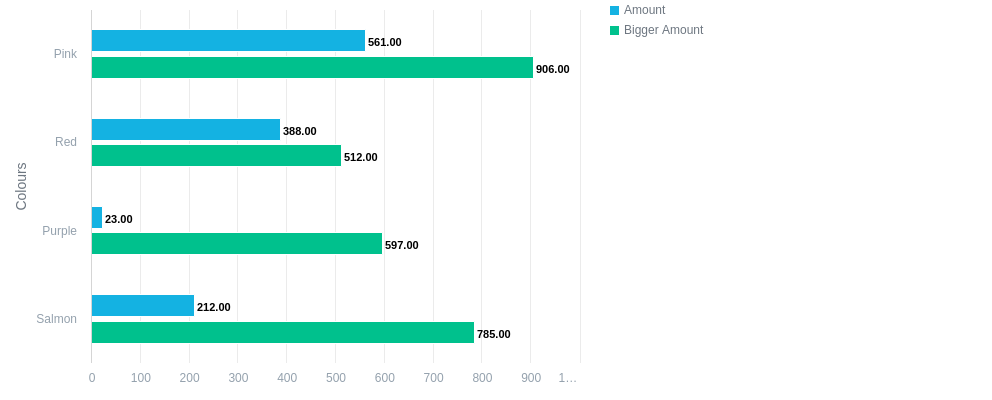 Amount
Bigger Amount
Colours
Pink
561.00
906.00
Red
388.00
512.00
Purple
23.00
597.00
Salmon
212.00
785.00
0 100 200 300 400 500 600 700 800 900 1…